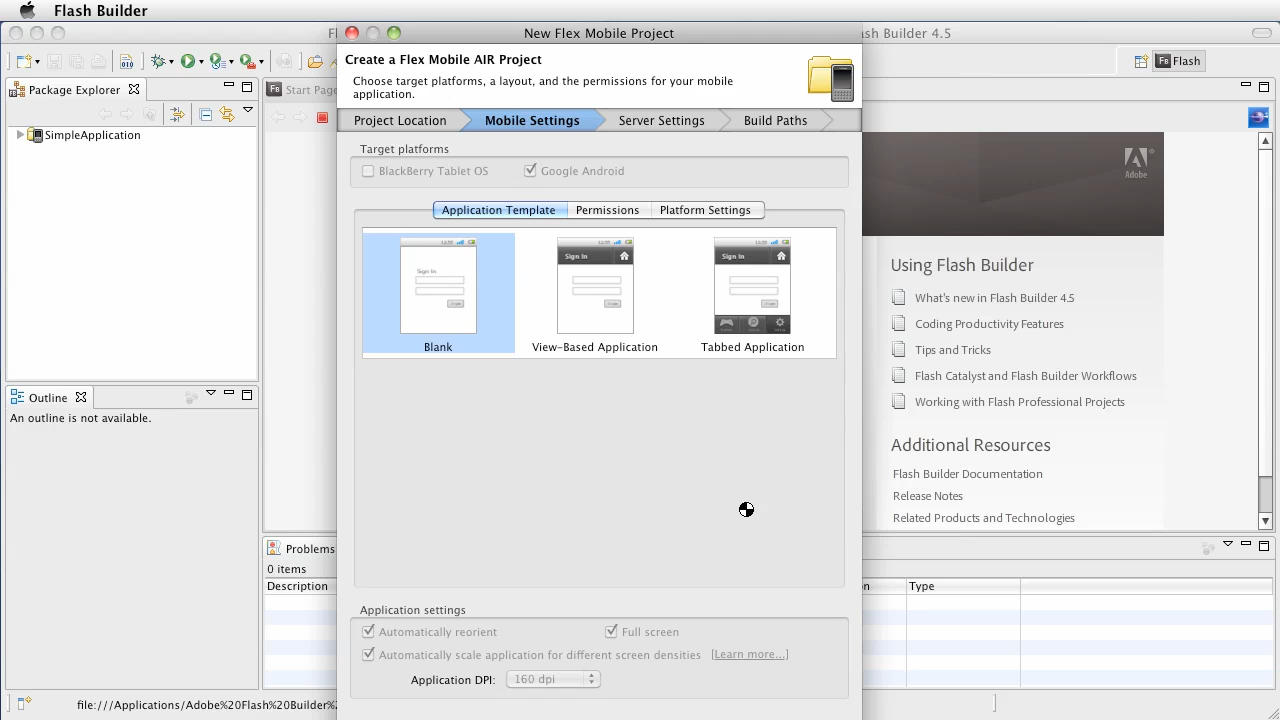 Flash Builder
Fl
New Flex Mobile Project
ash Builder 4.5
Create a Flex Mobile AIR Project
Choose target platforms, a layout, and the permissions for your mobile
application.
Flash
Package Explorer
Start Page
Project Location
Mobile Settings
Server Settings
Build Paths
SimpleApplication
Target platforms
BlackBerry Tablet OS
Google Android
Adobe
Application Template
Permissions
Platform Settings
Sign In
Sign In
Sign In
Blank
View-Based Application
Tabbed Application
Using Flash Builder
What's new in Flash Builder 4.5
Coding Productivity Features
Tips and Tricks
Flash Catalyst and Flash Builder Workflows
Working with Flash Professional Projects
Outline
An outline is not available.
Additional Resources
Flash Builder Documentation
Release Notes
Related Products and Technologies
Problems
0 items
Description
on
Type
Application settings
Automatically reorient
Full screen
Automatically scale application for different screen densities
[Learn more...]
Application DPI:
160 dpi
file:///Applications/Adobe%20Flash%20Builder%